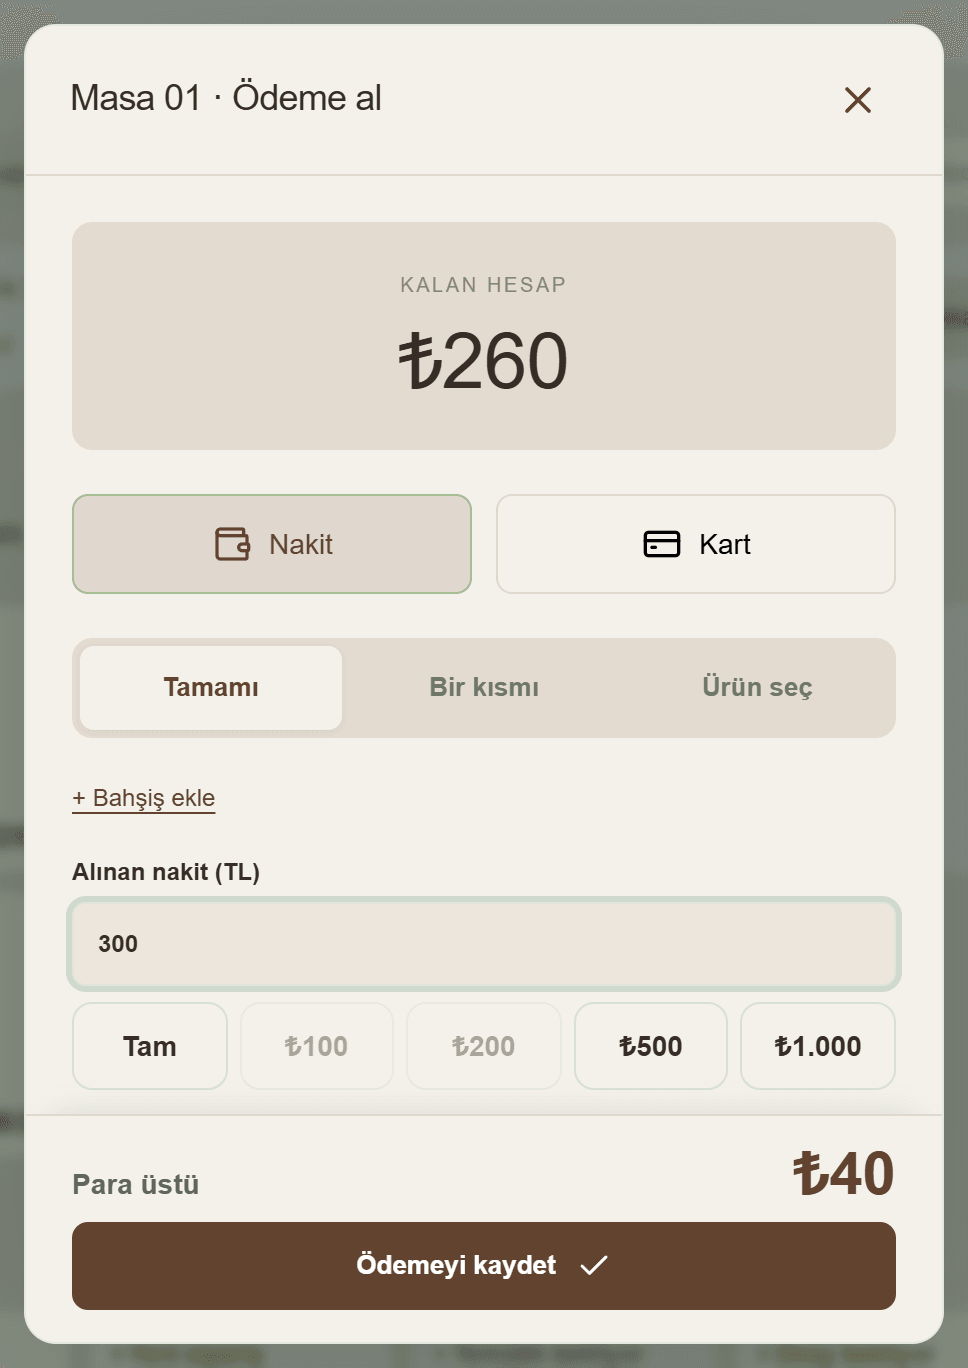 Masa 01 · Ödeme al
KALAN HESAP
₺260
Nakit
Kart
Tamamı
Bir kısmı
Ürün seç
+ Bahşiş ekle
Alınan nakit (TL)
300
Tam
₺100
₺200
₺500
₺1.000
Para üstü
₺40
Ödemeyi kaydet